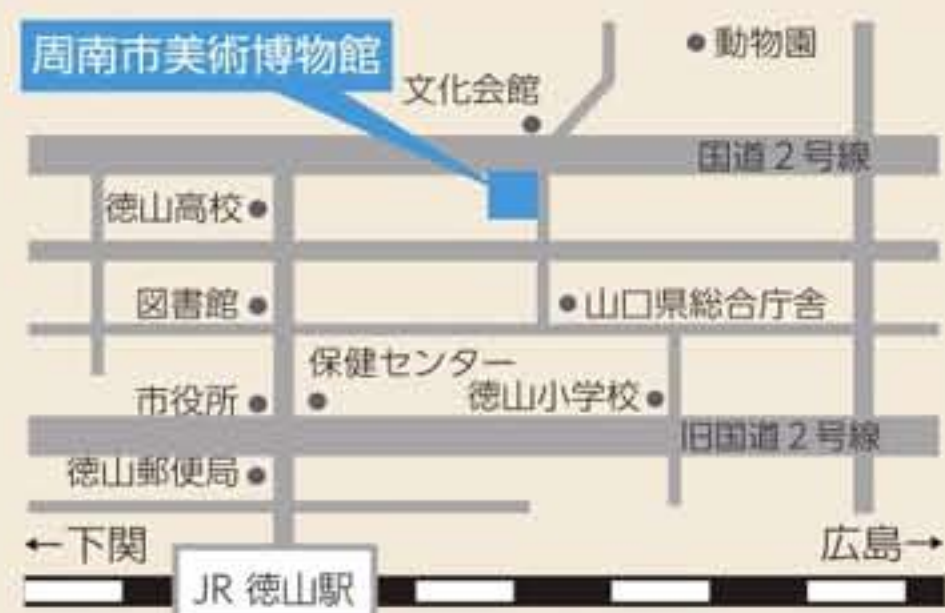 周南市美術博物館
動物園
文化会館
国道2号線
徳山高校
図書館
山口県総合庁舎
保健センター
市役所
徳山小学校
旧国道2号線
徳山郵便局
←下関
広島→
JR 徳山駅